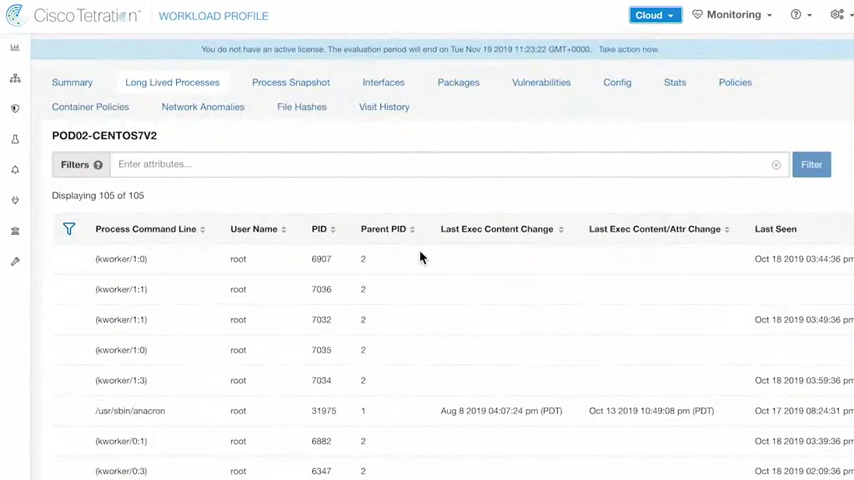 Cisco Tetration™ WORKLOAD PROFILE Cloud Monitoring ?
You do not have an active license. The evaluation period will end on Tue Nov 19 2019 11:23:22 GMT+0000. Take action now.
Summary Long Lived Processes Process Snapshot Interfaces Packages Vulnerabilities Config Stats Policies
Container Policies Network Anomalies File Hashes Visit History
POD02-CENTOS7V2
Filters ? Enter attributes... Filter
Displaying 105 of 105
Process Command Line User Name PID Parent PID Last Exec Content Change Last Exec Content/Attr Change Last Seen
(kworker/1:0) root 6907 2 Oct 18 2019 03:44:36 pm
(kworker/1:1) root 7036 2
(kworker/1:1) root 7032 2 Oct 18 2019 03:49:36 pm
(kworker/1:0) root 7035 2
(kworker/1:3) root 7034 2 Oct 18 2019 03:59:36 pm
/usr/sbin/anacron root 31975 1 Aug 8 2019 04:07:24 pm (PDT) Oct 13 2019 10:49:08 pm (PDT) Oct 17 2019 08:24:31 pm
(kworker/0:1) root 6882 2 Oct 18 2019 03:39:36 pm
(kworker/0:3) root 6347 2 Oct 18 2019 02:09:36 pm